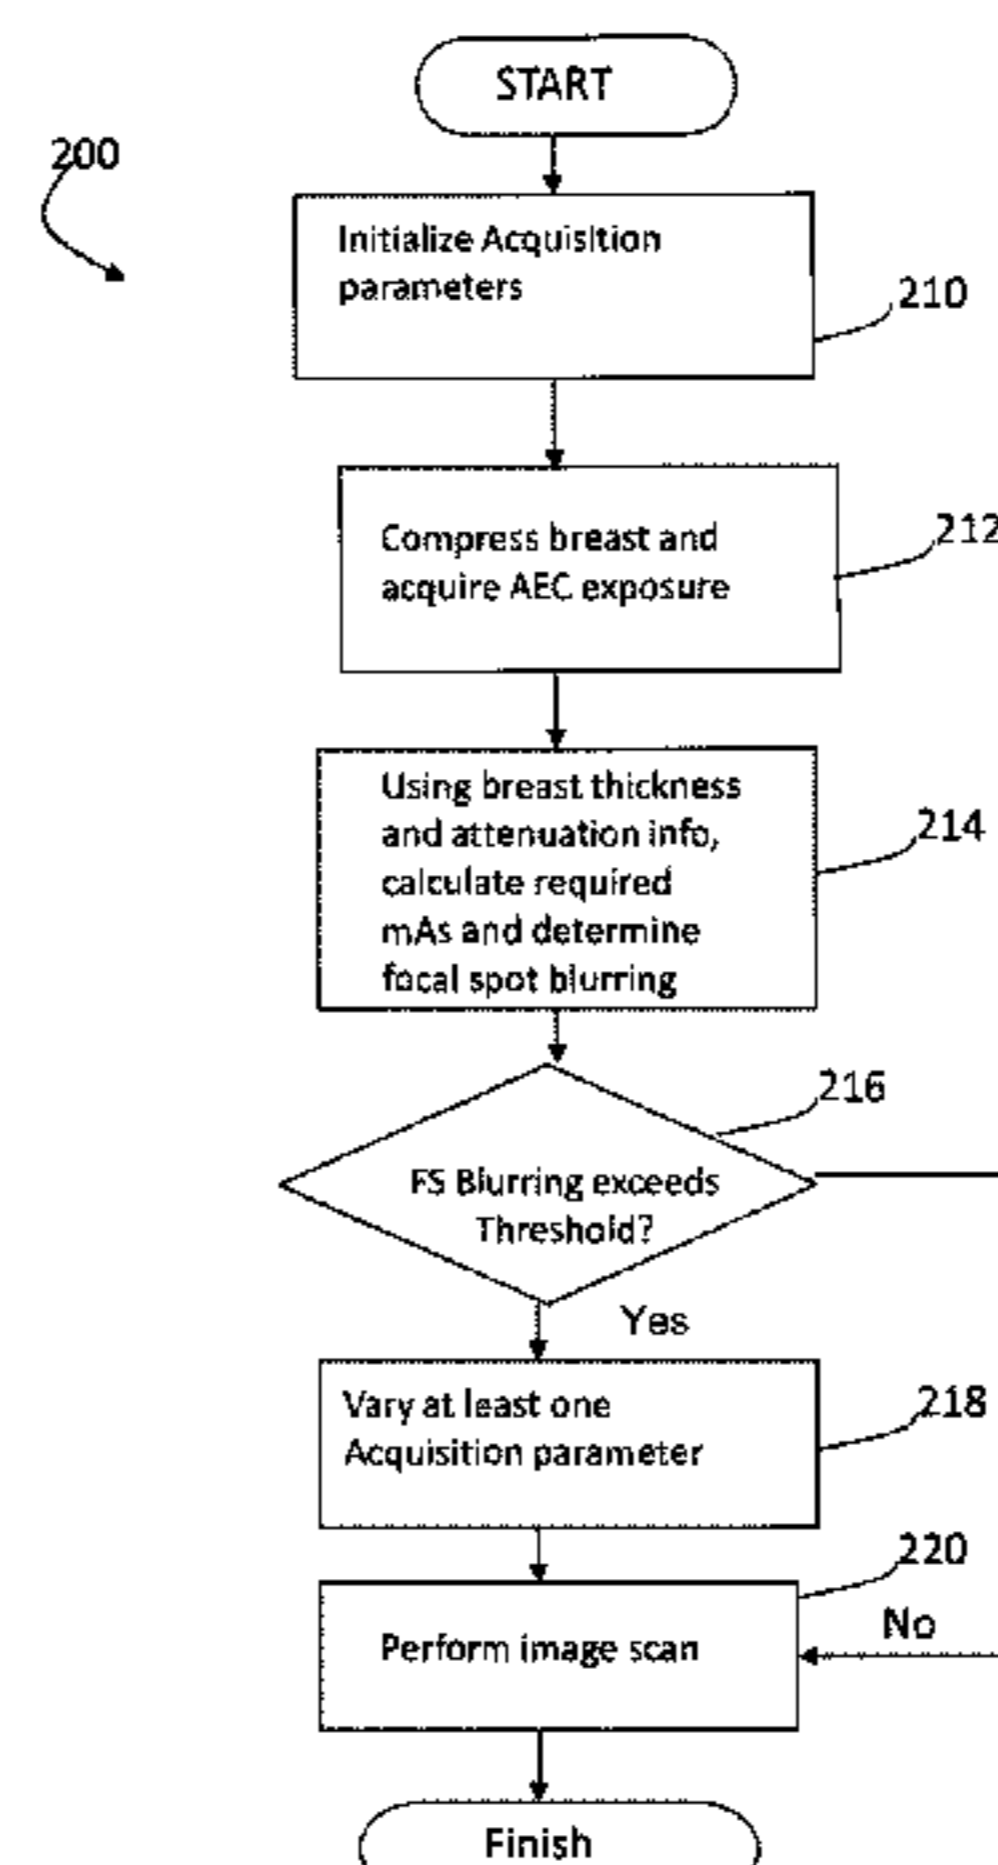 START
200
Initialize Acquisition
parameters
210
Compress breast and
acquire AEC exposure
212
Using breast thickness
and attenuation info,
calculate required
mAs and determine
focal spot blurring
214
216
FS Blurring exceeds
Threshold?
Yes
Vary at least one
Acquisition parameter
218
220
Perform image scan
No
Finish